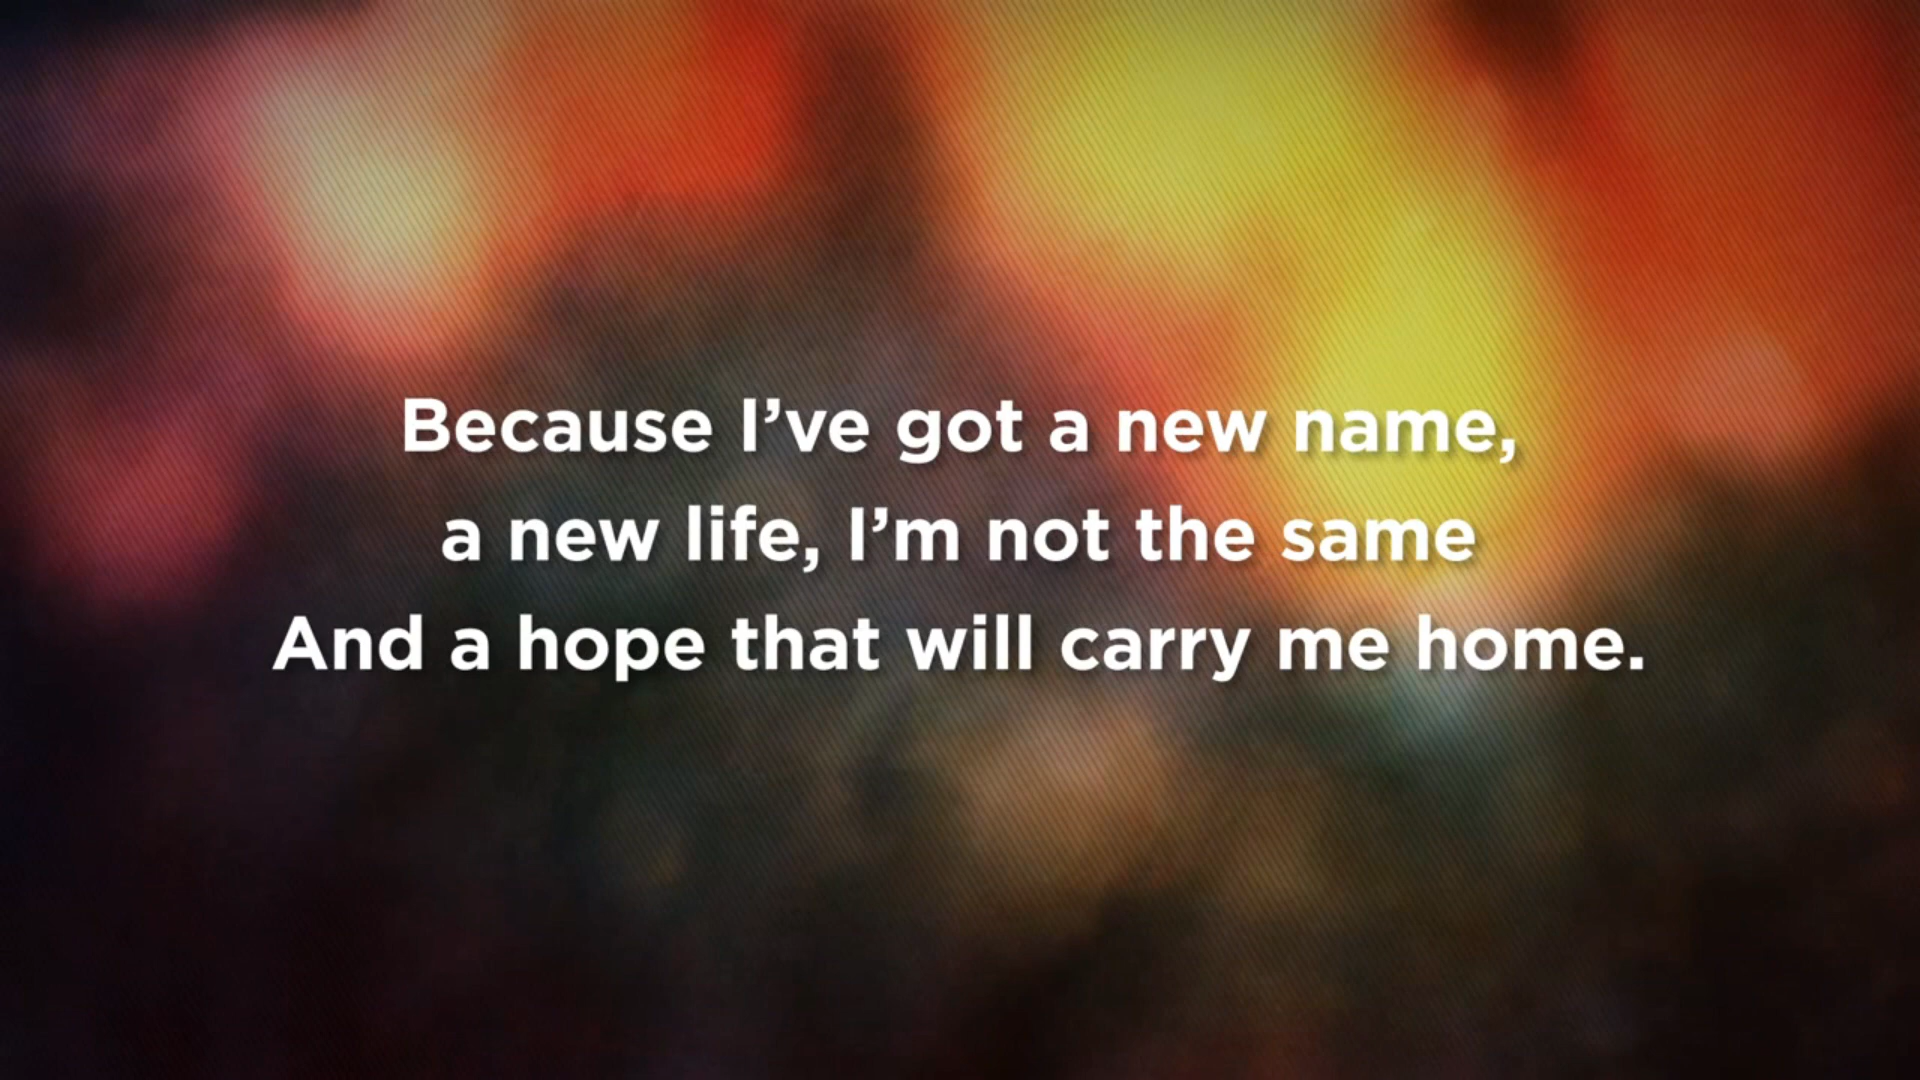 Because I’ve got a new name,
a new life, I’m not the same
And a hope that will carry me home.